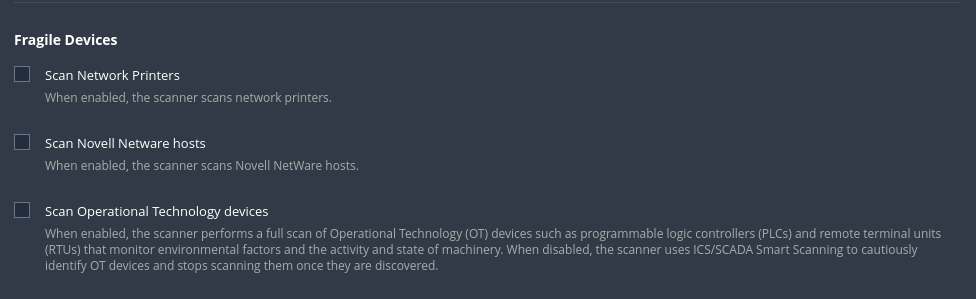 Fragile Devices
Scan Network Printers
When enabled, the scanner scans network printers.
Scan Novell Netware hosts
When enabled, the scanner scans Novell NetWare hosts.
Scan Operational Technology devices
When enabled, the scanner performs a full scan of Operational Technology (OT) devices such as programmable logic controllers (PLCs) and remote terminal units
(RTUs) that monitor environmental factors and the activity and state of machinery. When disabled, the scanner uses ICS/SCADA Smart Scanning to cautiously
identify OT devices and stops scanning them once they are discovered.